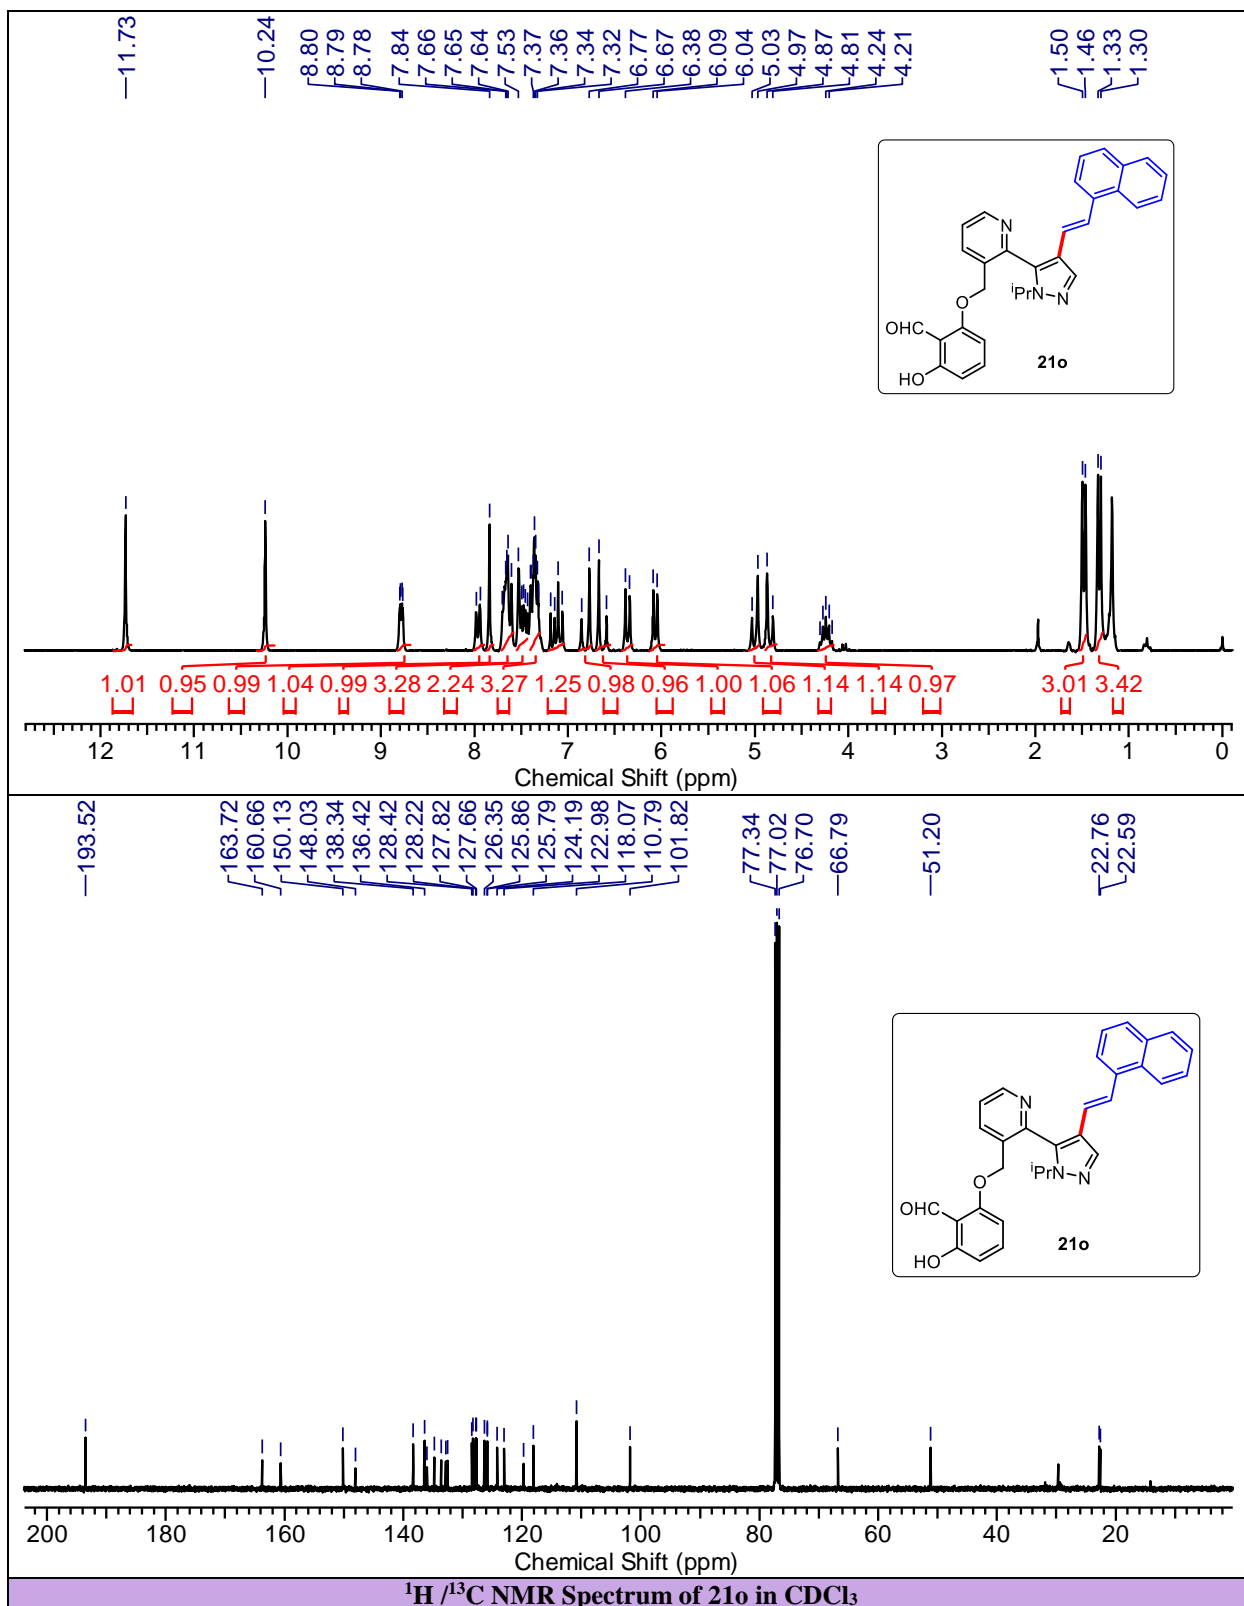 11.73
10.24
8.80
8.79
8.78
7.84
7.66
7.65
7.64
7.53
7.37
7.36
7.34
7.32
6.77
6.67
6.38
6.09
6.04
5.03
4.97
4.87
4.81
4.24
4.21
1.50
1.46
1.33
1.30
N
iPr
N
N
O
OHC
HO
21o
1.01 0.95 0.99 1.04 0.99 3.28 2.24 3.27 1.25 0.98 0.96 1.00 1.06 1.14 1.14 0.97 3.01 3.42
12 11 10 9 8 7 6 5 4 3 2 1 0
Chemical Shift (ppm)
193.52
163.72
160.66
150.13
148.03
138.34
136.42
128.42
128.22
127.82
127.66
126.35
125.86
125.79
124.19
122.98
118.07
110.79
101.82
77.34
77.02
76.70
66.79
51.20
22.76
22.59
N
iPr
N
N
O
OHC
HO
21o
200 180 160 140 120 100 80 60 40 20
Chemical Shift (ppm)
¹H /¹³C NMR Spectrum of 21o in CDCl₃